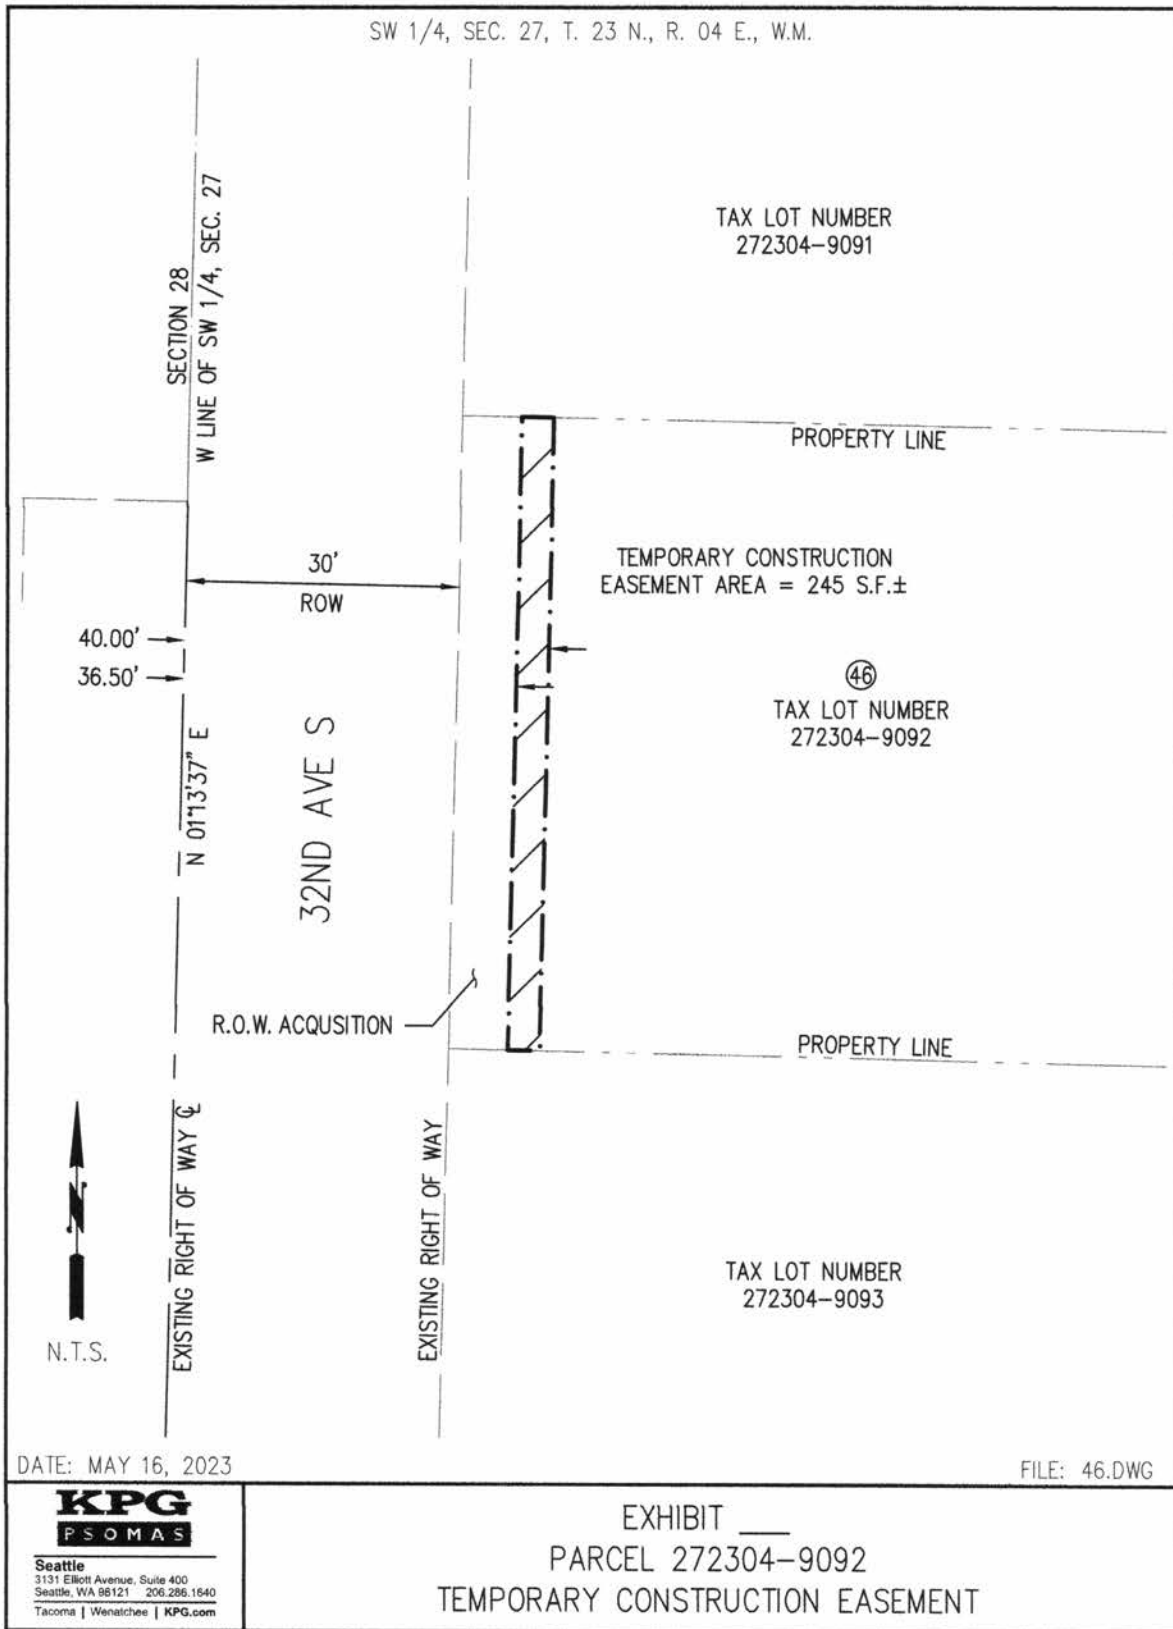 SW 1/4, SEC. 27, T. 23 N., R. 04 E., W.M.
SECTION 28
W LINE OF SW 1/4, SEC. 27
TAX LOT NUMBER
272304-9091
PROPERTY LINE
30'
ROW
TEMPORARY CONSTRUCTION
EASEMENT AREA = 245 S.F.±
40.00'
36.50'
46
TAX LOT NUMBER
272304-9092
N 01°13'37" E
32ND AVE S
R.O.W. ACQUSITION
PROPERTY LINE
EXISTING RIGHT OF WAY ℄
EXISTING RIGHT OF WAY
N
N.T.S.
TAX LOT NUMBER
272304-9093
DATE: MAY 16, 2023
FILE: 46.DWG
KPG
PSOMAS
Seattle
3131 Elliott Avenue, Suite 400
Seattle, WA 98121 206.286.1640
Tacoma | Wenatchee | KPG.com
EXHIBIT ___
PARCEL 272304-9092
TEMPORARY CONSTRUCTION EASEMENT